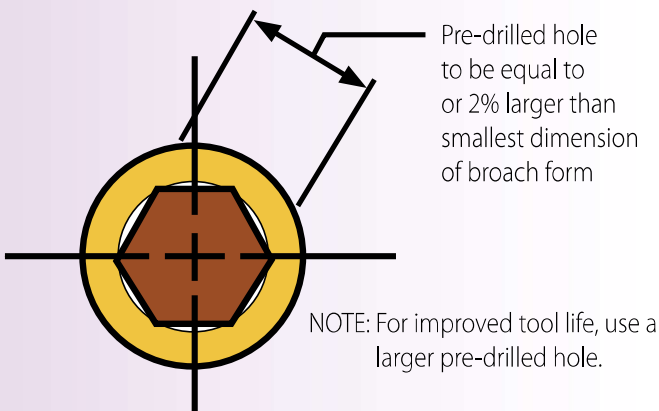 Pre-drilled hole
to be equal to
or 2% larger than
smallest dimension
of broach form
NOTE: For improved tool life, use a
larger pre-drilled hole.